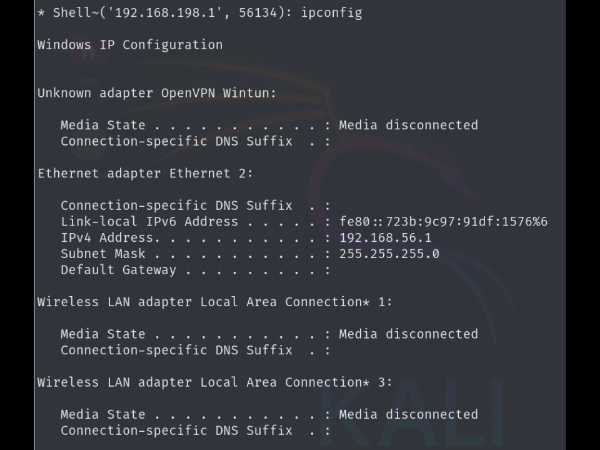 * Shell~('192.168.198.1', 56134): ipconfig
Windows IP Configuration
Unknown adapter OpenVPN Wintun:
Media State . . . . . . . . . . . : Media disconnected
Connection-specific DNS Suffix  . :
Ethernet adapter Ethernet 2:
Connection-specific DNS Suffix  . :
Link-local IPv6 Address . . . . . : fe80::723b:9c97:91df:1576%6
IPv4 Address. . . . . . . . . . . : 192.168.56.1
Subnet Mask . . . . . . . . . . . : 255.255.255.0
Default Gateway . . . . . . . . . :
Wireless LAN adapter Local Area Connection* 1:
Media State . . . . . . . . . . . : Media disconnected
Connection-specific DNS Suffix  . :
Wireless LAN adapter Local Area Connection* 3:
Media State . . . . . . . . . . . : Media disconnected
Connection-specific DNS Suffix  . :
KALI